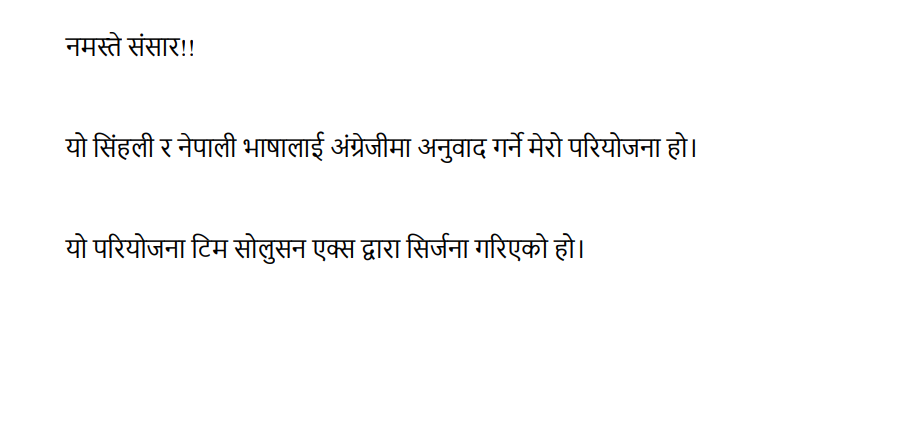 नमस्ते संसार!!
यो सिंहली र नेपाली भाषालाई अंग्रेजीमा अनुवाद गर्ने मेरो परियोजना हो।
यो परियोजना टिम सोलुसन एक्स द्वारा सिर्जना गरिएको हो।